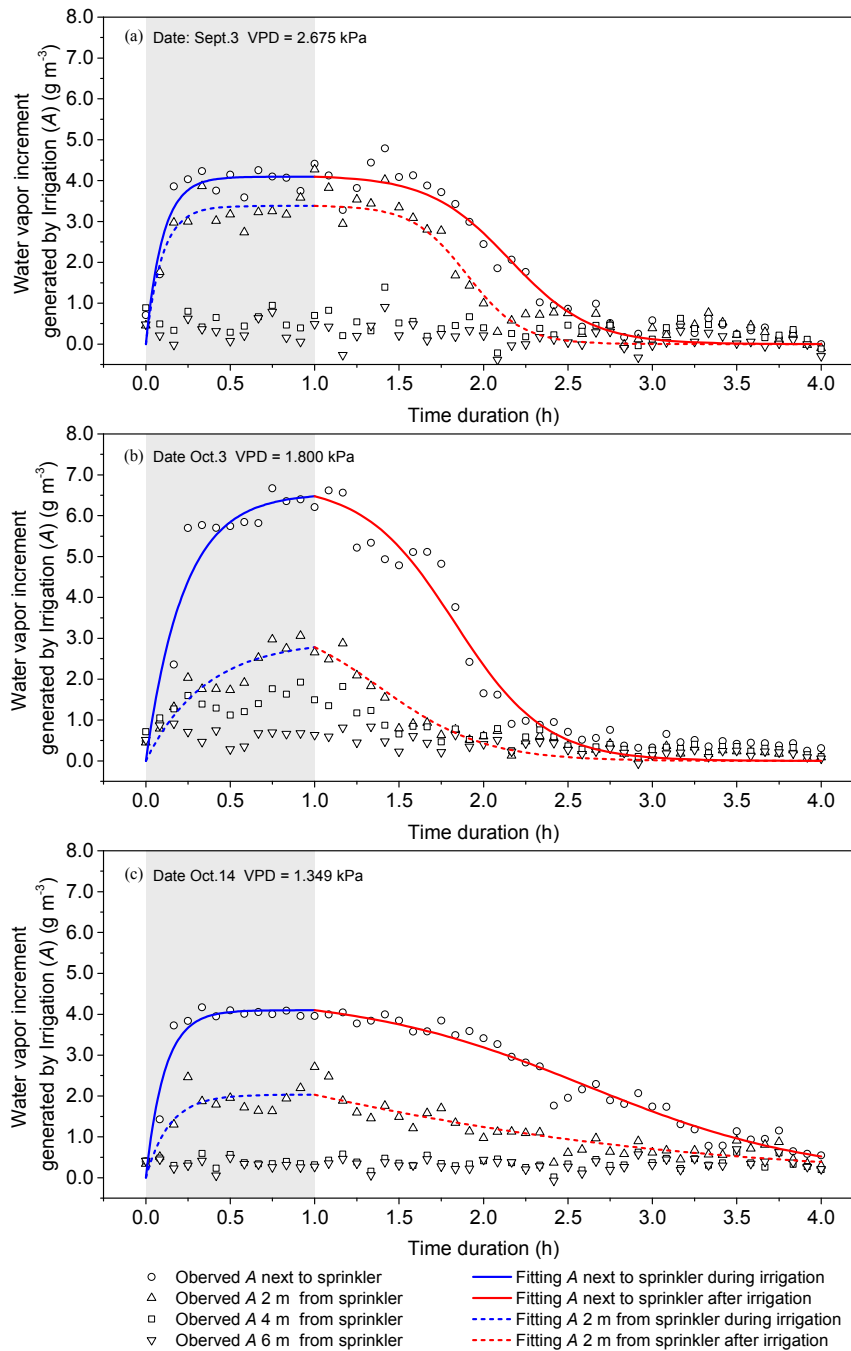 (a) Date: Sept.3 VPD = 2.675 kPa
Water vapor increment
generated by Irrigation (A) (g m-3)
8.0
7.0
6.0
5.0
4.0
3.0
2.0
1.0
0.0
0.0 0.5 1.0 1.5 2.0 2.5 3.0 3.5 4.0
Time duration (h)
(b) Date Oct.3 VPD = 1.800 kPa
Water vapor increment
generated by Irrigation (A) (g m-3)
8.0
7.0
6.0
5.0
4.0
3.0
2.0
1.0
0.0
0.0 0.5 1.0 1.5 2.0 2.5 3.0 3.5 4.0
Time duration (h)
(c) Date Oct.14 VPD = 1.349 kPa
Water vapor increment
generated by Irrigation (A) (g m-3)
8.0
7.0
6.0
5.0
4.0
3.0
2.0
1.0
0.0
0.0 0.5 1.0 1.5 2.0 2.5 3.0 3.5 4.0
Time duration (h)
Oberved A next to sprinkler
Oberved A 2 m from sprinkler
Oberved A 4 m from sprinkler
Oberved A 6 m from sprinkler
Fitting A next to sprinkler during irrigation
Fitting A next to sprinkler after irrigation
Fitting A 2 m from sprinkler during irrigation
Fitting A 2 m from sprinkler after irrigation